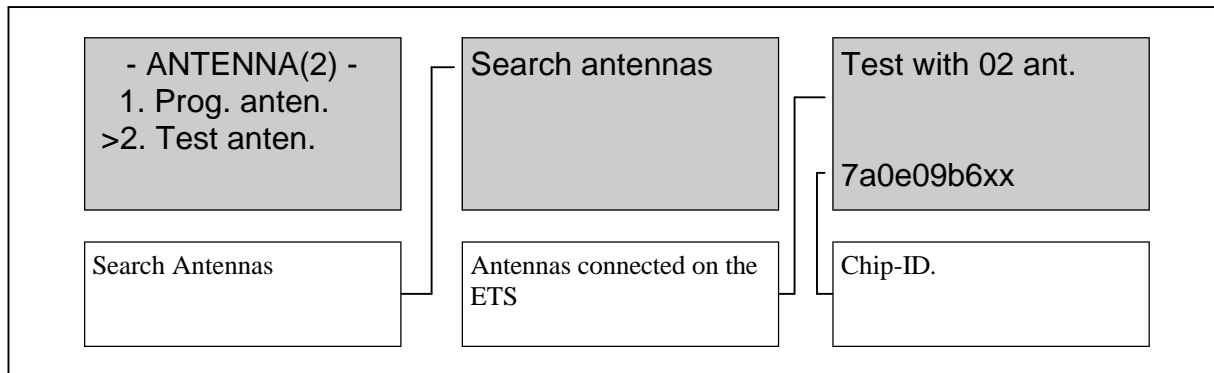 - ANTENNA(2) -
1. Prog. anten.
>2. Test anten.
Search antennas
Test with 02 ant.
7a0e09b6xx
Search Antennas
Antennas connected on the
ETS
Chip-ID.